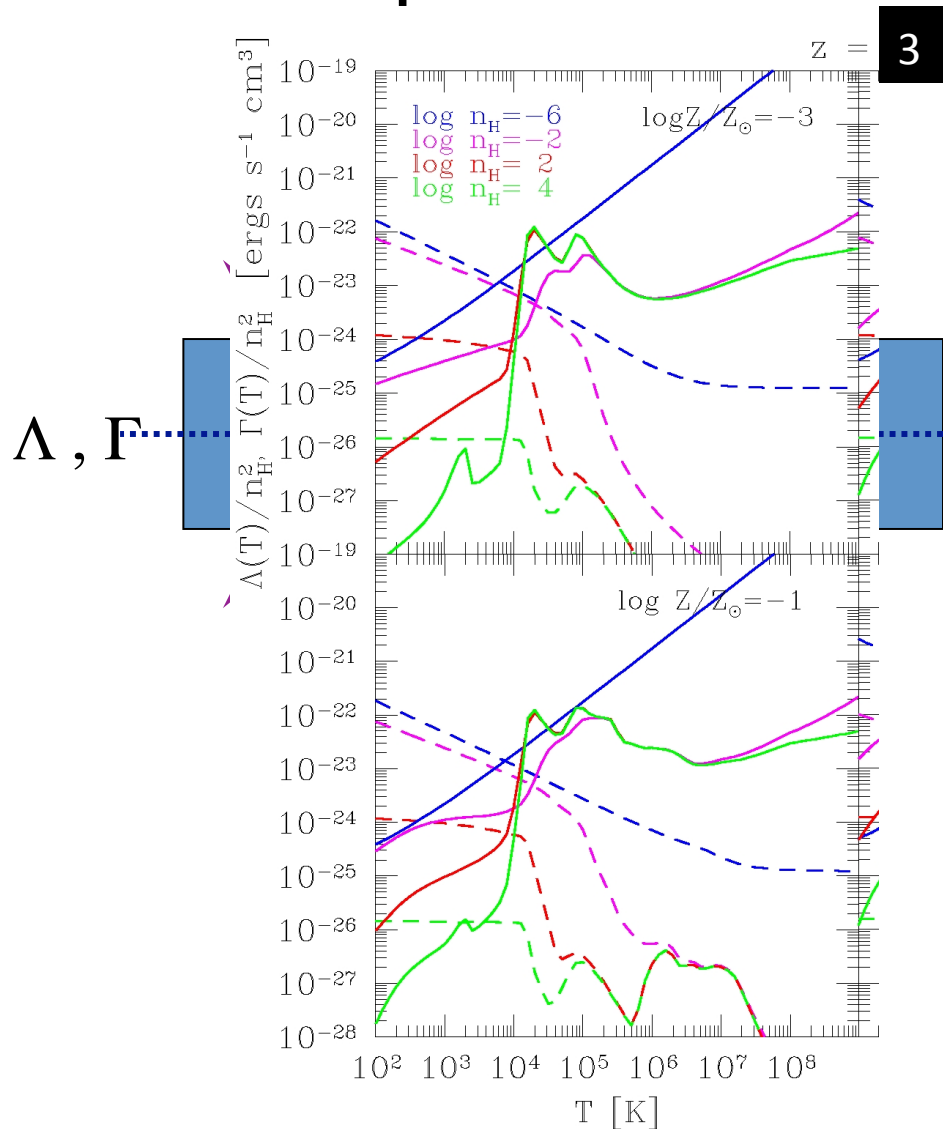 z = 3
Λ(T)/n_H^2, Γ(T)/n_H^2 [ergs s^-1 cm^3]
10^-19
log n_H=-6
log n_H=-2
log n_H= 2
log n_H= 4
logZ/Z_⊙=-3
10^-20
10^-21
10^-22
10^-23
10^-24
10^-25
10^-26
10^-27
Λ , Γ
10^-19
log Z/Z_⊙=-1
10^-20
10^-21
10^-22
10^-23
10^-24
10^-25
10^-26
10^-27
10^-28
10^2 10^3 10^4 10^5 10^6 10^7 10^8
T [K]